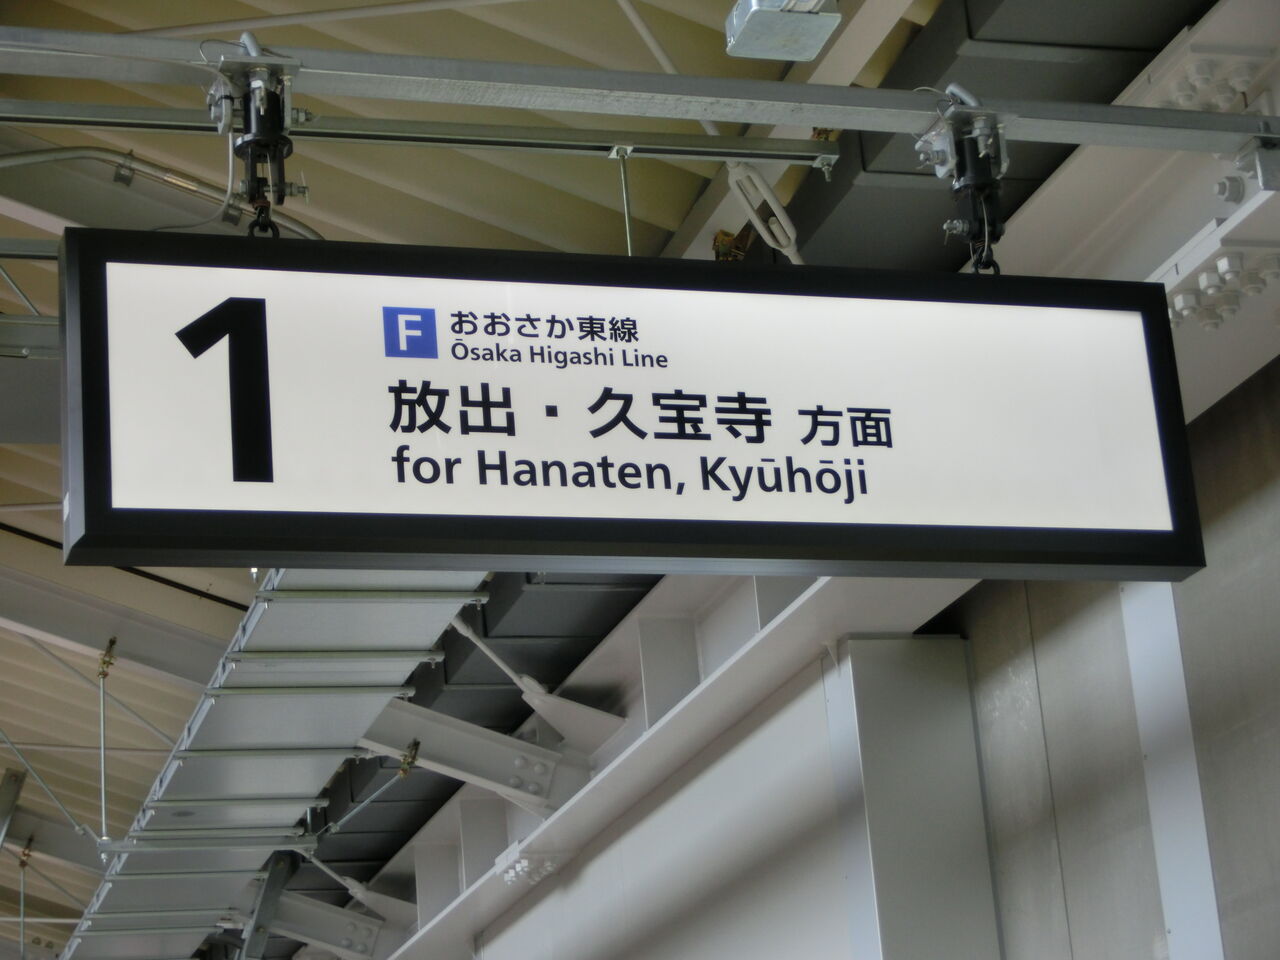 1
F おおさか東線
Ōsaka Higashi Line
放出・久宝寺 方面
for Hanaten, Kyūhōji